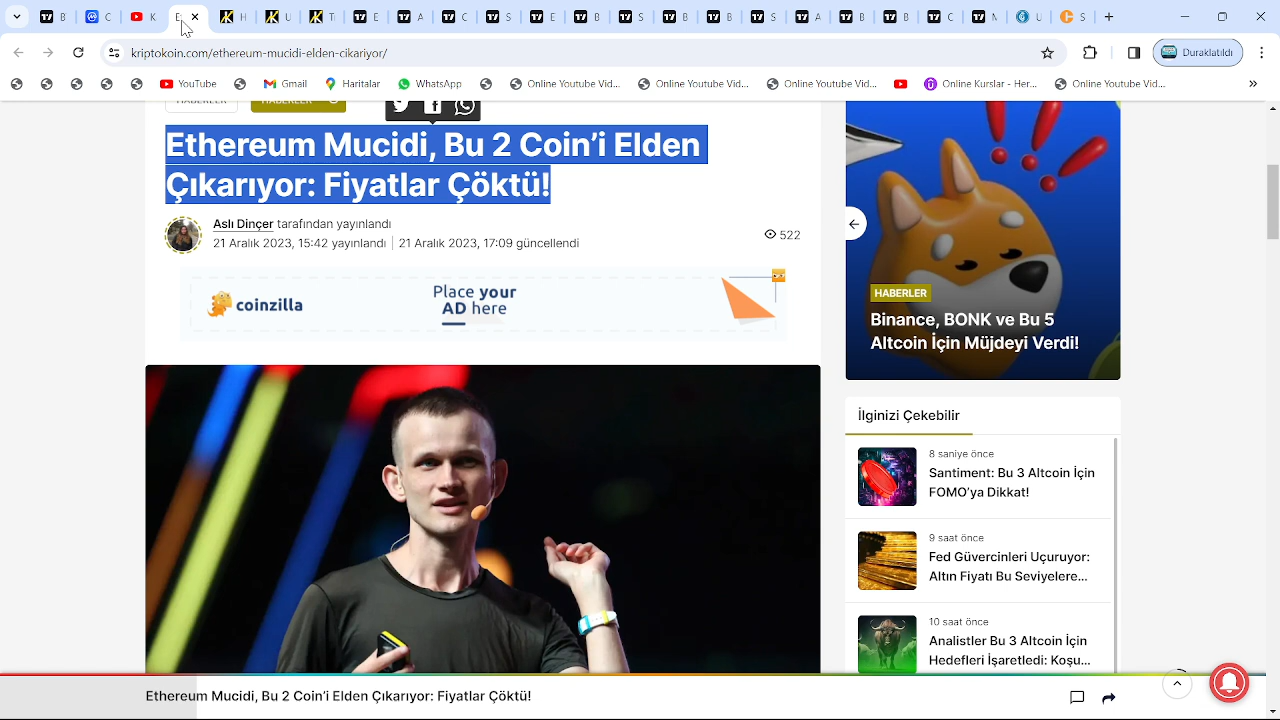 B
C
E
H
U
T
E
A
C
E
B
S
B
B
S
A
B
C
N
U
S
kriptokoin.com/ethereum-mucidi-elden-cikariyor/
Duraklatıldı
YouTube
Gmail
Haritalar
WhatsApp
Online Youtube Vid...
Online Youtube Vid...
Online Youtube Vid...
Online Kurslar - Her...
Online Youtube Vid...
HABERLER
HABERLER
Ethereum Mucidi, Bu 2 Coin’i Elden
Çıkarıyor: Fiyatlar Çöktü!
Aslı Dinçer tarafından yayınlandı
21 Aralık 2023, 15:42 yayınlandı | 21 Aralık 2023, 17:09 güncellendi
522
coinzilla
Place your
AD here
HABERLER
Binance, BONK ve Bu 5
Altcoin İçin Müjdeyi Verdi!
İlginizi Çekebilir
8 saniye önce
Santiment: Bu 3 Altcoin İçin
FOMO’ya Dikkat!
9 saat önce
Fed Güvercinleri Uçuruyor:
Altın Fiyatı Bu Seviyelere...
10 saat önce
Analistler Bu 3 Altcoin İçin
Hedefleri İşaretledi: Koşu...
Ethereum Mucidi, Bu 2 Coin’i Elden Çıkarıyor: Fiyatlar Çöktü!